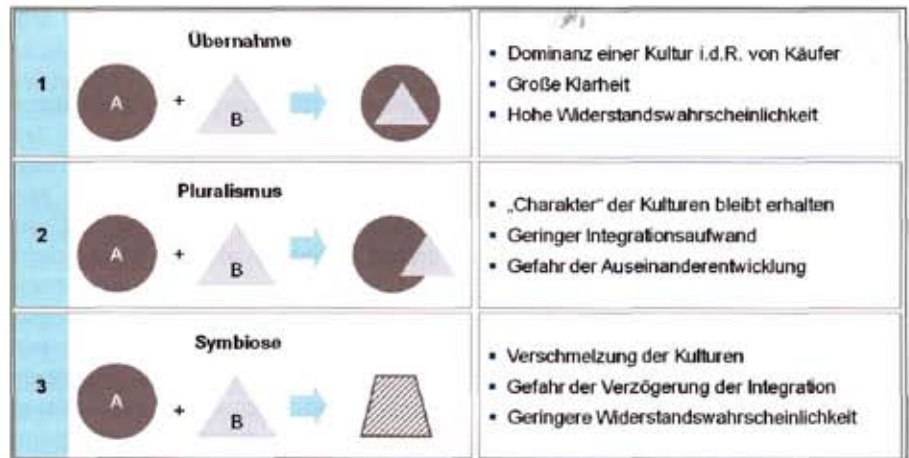 1
Übernahme
A + B
Dominanz einer Kultur i.d.R. von Käufer
Große Klarheit
Hohe Widerstandswahrscheinlichkeit
2
Pluralismus
A + B
„Charakter“ der Kulturen bleibt erhalten
Geringer Integrationsaufwand
Gefahr der Auseinanderentwicklung
3
Symbiose
A + B
Verschmelzung der Kulturen
Gefahr der Verzögerung der Integration
Geringere Widerstandswahrscheinlichkeit